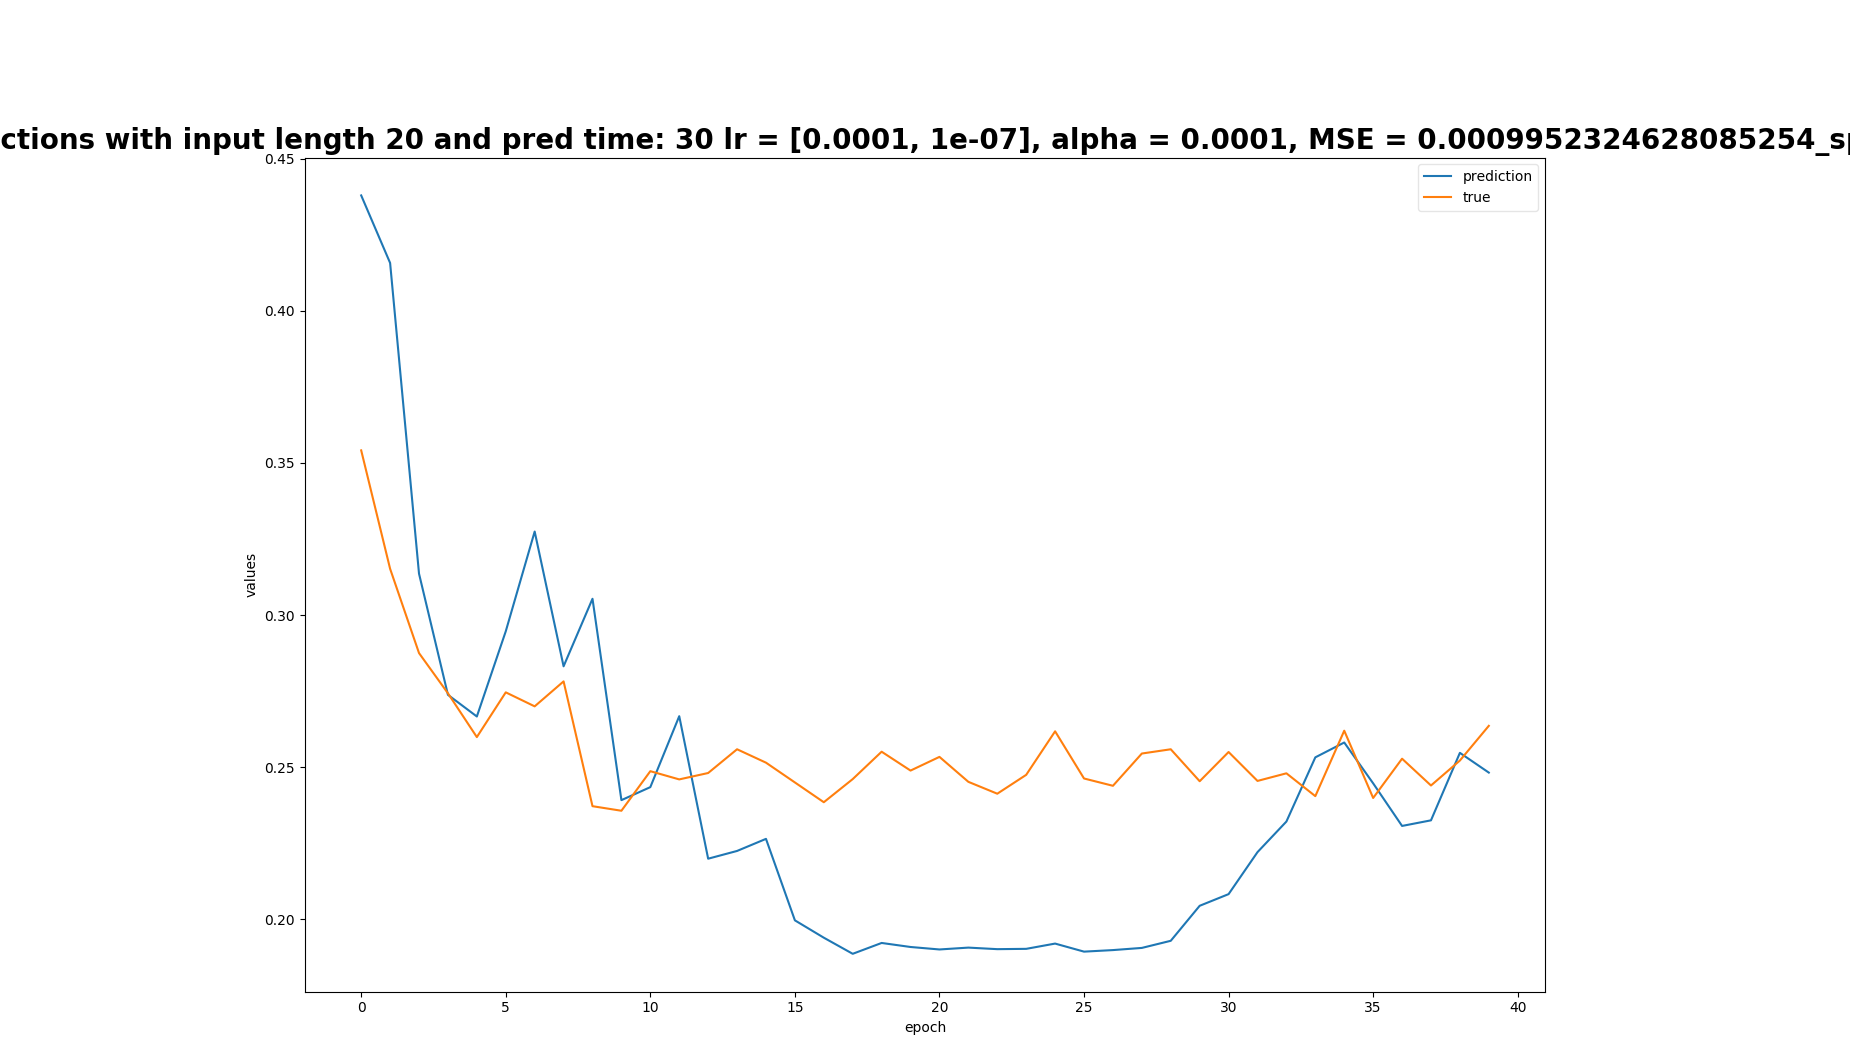 ctions with input length 20 and pred time: 30 lr = [0.0001, 1e-07], alpha = 0.0001, MSE = 0.0009952324628085254_sp
prediction
true
0.45
0.40
0.35
0.30
0.25
0.20
values
0 5 10 15 20 25 30 35 40
epoch